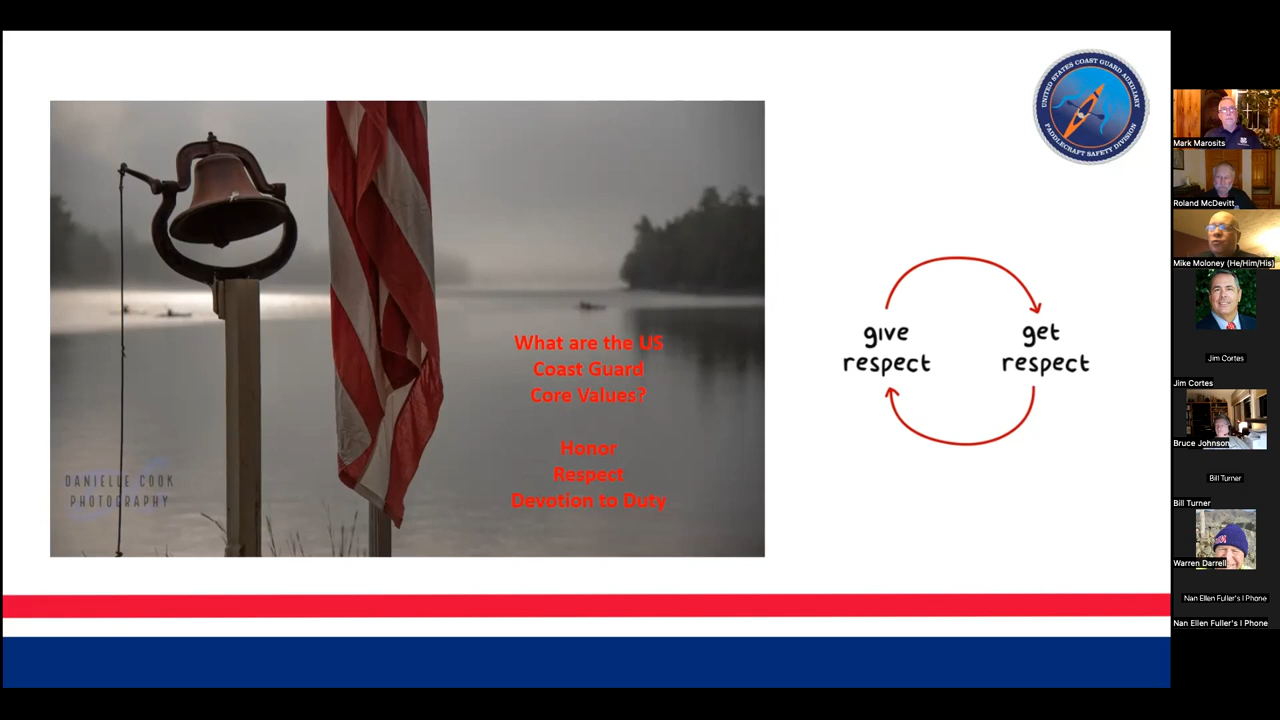 UNITED STATES COAST GUARD AUXILIARY
PADDLECRAFT SAFETY DIVISION
What are the US
Coast Guard
Core Values?
Honor
Respect
Devotion to Duty
DANIELLE COOK
PHOTOGRAPHY
give
respect
get
respect
Mark Marosits
Roland McDevitt
Mike Moloney (He/Him/His)
Jim Cortes
Jim Cortes
Bruce Johnson
Bill Turner
Bill Turner
Warren Darrell
Nan Ellen Fuller's I Phone
Nan Ellen Fuller's I Phone